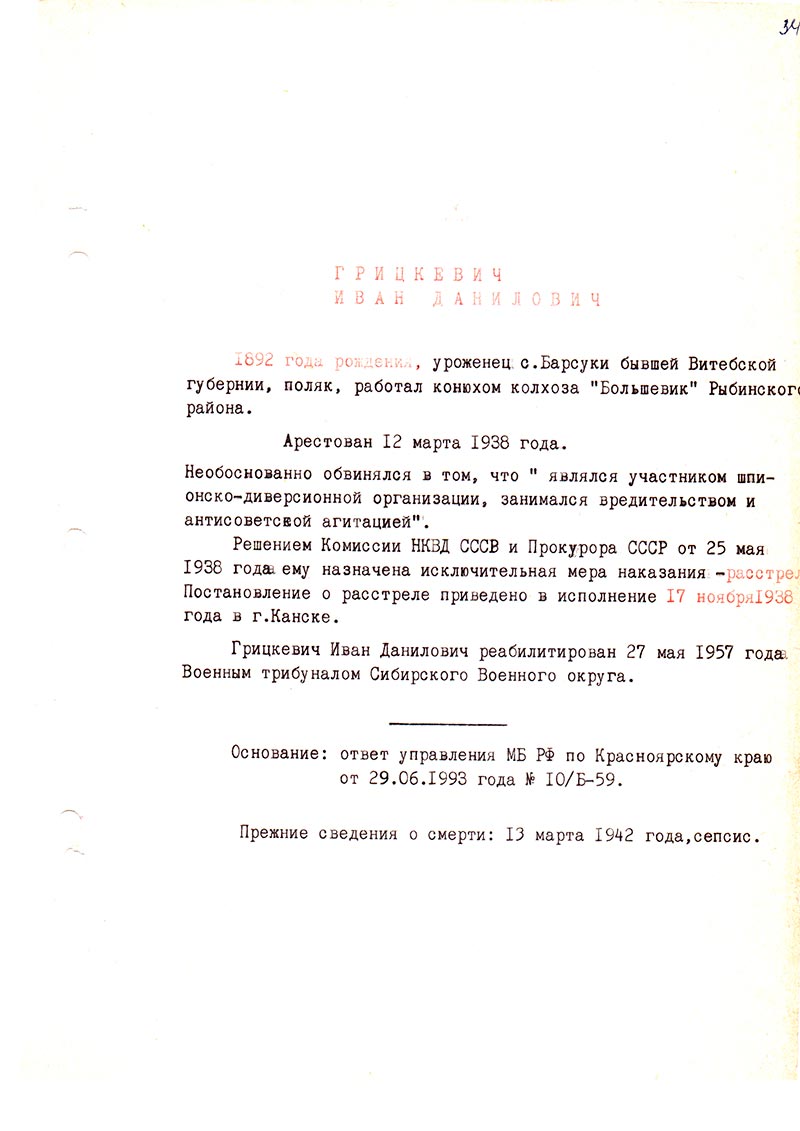 34
ГРИЦКЕВИЧ
ИВАН ДАНИЛОВИЧ
1892 года рождения, уроженец с.Барсуки бывшей Витебской
губернии, поляк, работал конюхом колхоза "Большевик" Рыбинского
района.
Арестован 12 марта 1938 года.
Необоснованно обвинялся в том, что " являлся участником шпи-
онско-диверсионной организации, занимался вредительством и
антисоветской агитацией".
Решением Комиссии НКВД СССВ и Прокурора СССР от 25 мая
1938 года ему назначена исключительная мера наказания -расстрел
Постановление о расстреле приведено в исполнение 17 ноября1938
года в г.Канске.
Грицкевич Иван Данилович реабилитирован 27 мая 1957 года
Военным трибуналом Сибирского Военного округа.
Основание: ответ управления МБ РФ по Красноярскому краю
от 29.06.1993 года № 10/Б-59.
Прежние сведения о смерти: 13 марта 1942 года,сепсис.